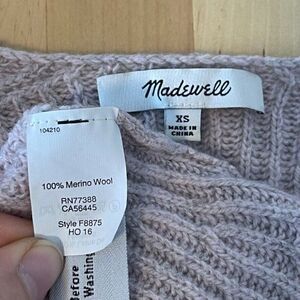 Madewell
XS
MADE IN
CHINA
104210
100% Merino Wool
RN77388
CA56445
Style F8875
HO 16
Before
Washing